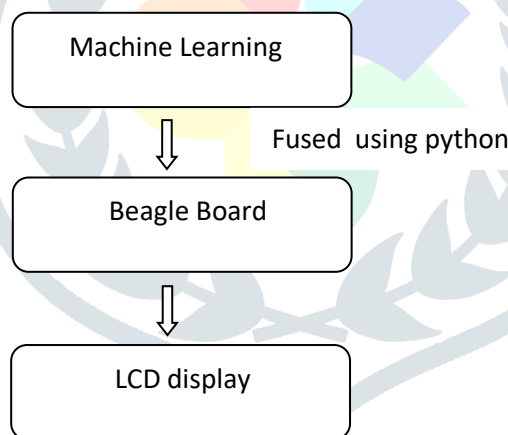 Machine Learning
Fused using python
Beagle Board
LCD display